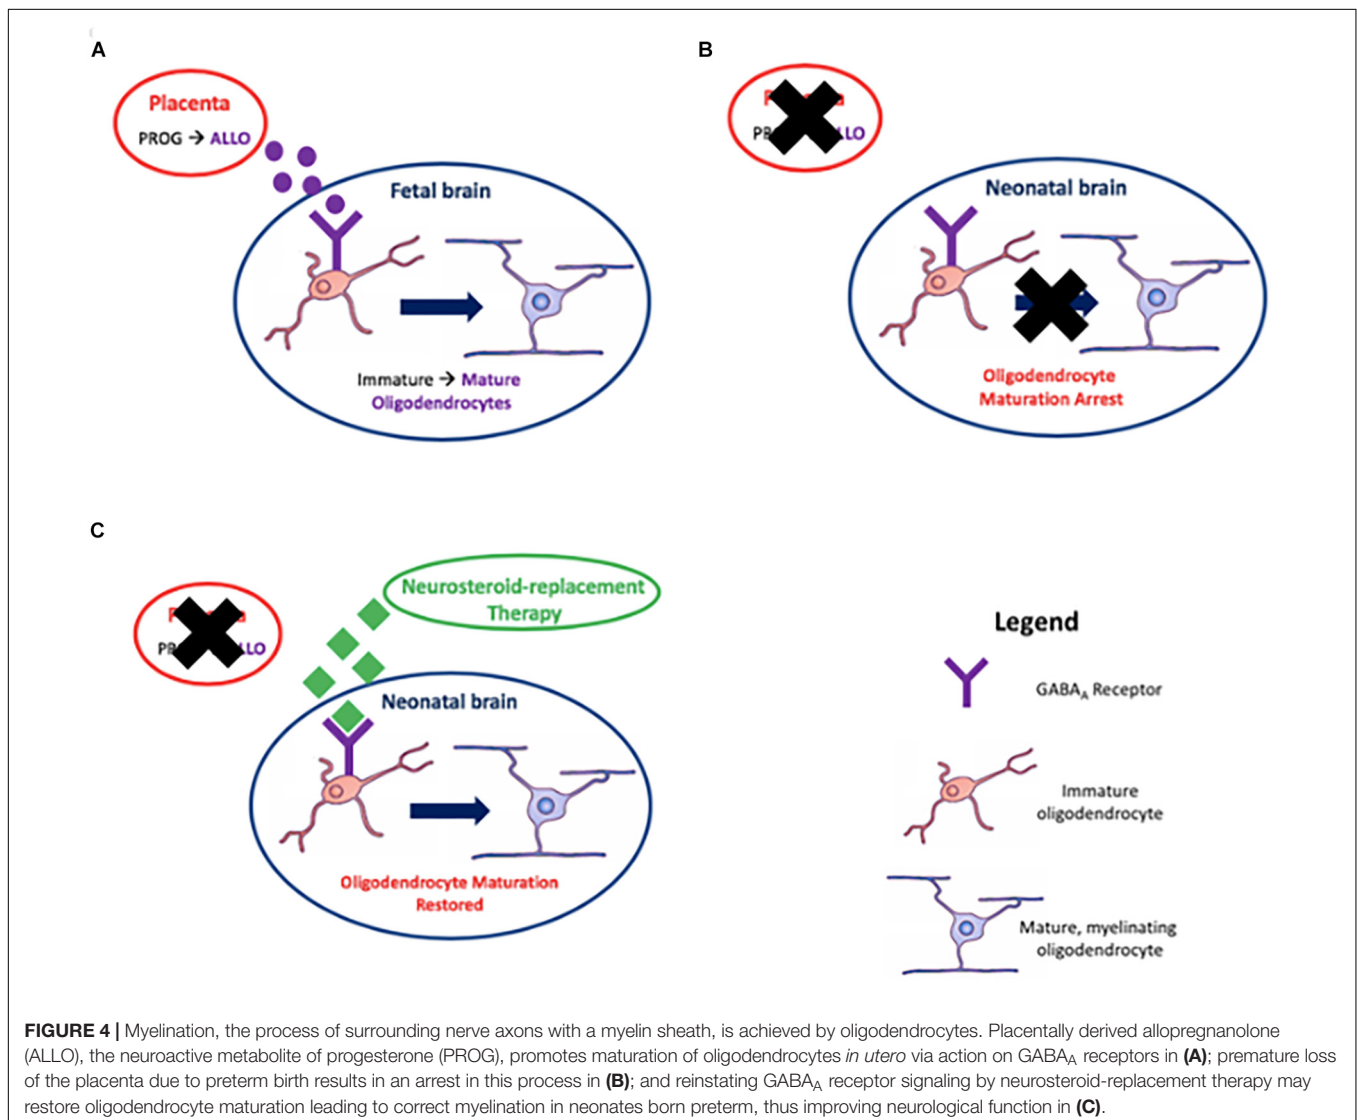 A
Placenta
PROG → ALLO
Fetal brain
Immature → Mature
Oligodendrocytes
B
ALLO
Neonatal brain
Oligodendrocyte
Maturation Arrest
C
Neurosteroid-replacement
Therapy
Neonatal brain
Oligodendrocyte Maturation
Restored
Legend
GABAA Receptor
Immature
oligodendrocyte
Mature, myelinating
oligodendrocyte
FIGURE 4 | Myelination, the process of surrounding nerve axons with a myelin sheath, is achieved by oligodendrocytes. Placentally derived allopregnanolone
(ALLO), the neuroactive metabolite of progesterone (PROG), promotes maturation of oligodendrocytes in utero via action on GABAA receptors in (A); premature loss
of the placenta due to preterm birth results in an arrest in this process in (B); and reinstating GABAA receptor signaling by neurosteroid-replacement therapy may
restore oligodendrocyte maturation leading to correct myelination in neonates born preterm, thus improving neurological function in (C).